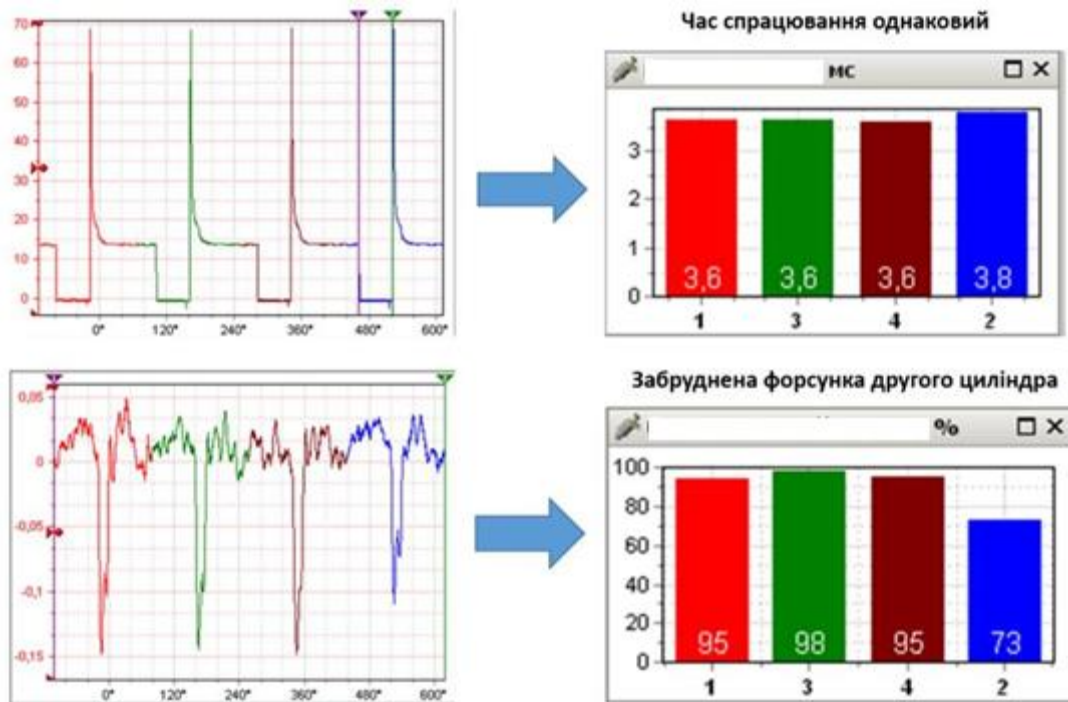 Час спрацювання однаковий
70
60
50
40
30
20
10
0
0° 120° 240° 360° 480° 600°
мс
3
2
1
0
3,6 3,6 3,6 3,8
1 3 4 2
Забруднена форсунка другого циліндра
0,05
0
-0,05
-0,1
-0,15
0° 120° 240° 360° 480° 600°
%
100
80
60
40
20
0
95 98 95 73
1 3 4 2